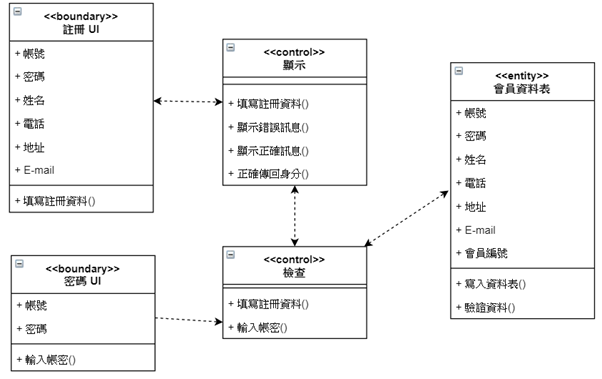 <<boundary>>
註冊 UI
+ 帳號
+ 密碼
+ 姓名
+ 電話
+ 地址
+ E-mail
+ 填寫註冊資料()
<<control>>
顯示
+ 填寫註冊資料()
+ 顯示錯誤訊息()
+ 顯示正確訊息()
+ 正確傳回身分()
<<entity>>
會員資料表
+ 帳號
+ 密碼
+ 姓名
+ 電話
+ 地址
+ E-mail
+ 會員編號
+ 寫入資料表()
+ 驗證資料()
<<boundary>>
密碼 UI
+ 帳號
+ 密碼
+ 輸入帳密()
<<control>>
檢查
+ 填寫註冊資料()
+ 輸入帳密()